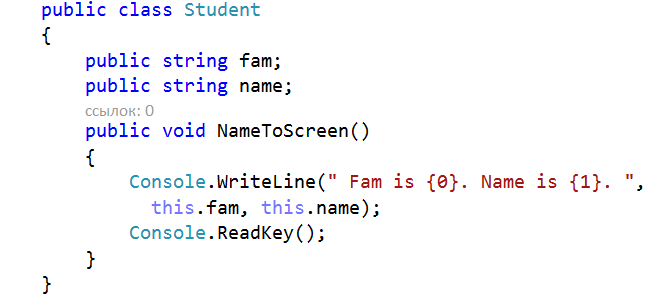 public class Student
{
public string fam;
public string name;
ссылок: 0
public void NameToScreen()
{
Console.WriteLine(" Fam is {0}. Name is {1}. ",
this.fam, this.name);
Console.ReadKey();
}
}